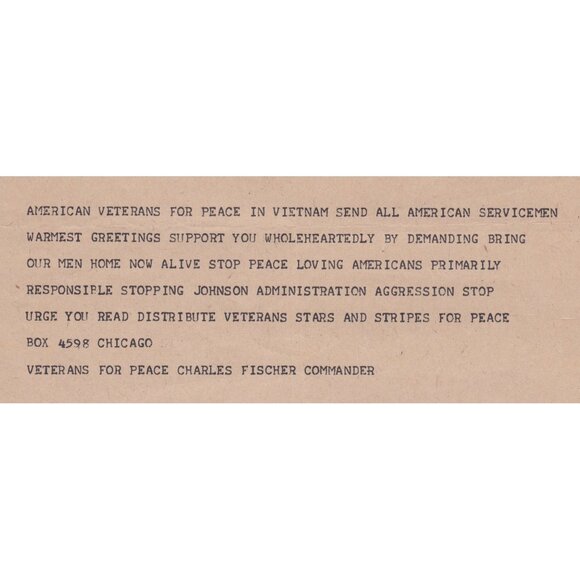 AMERICAN VETERANS FOR PEACE IN VIETNAM SEND ALL AMERICAN SERVICEMEN
WARMEST GREETINGS SUPPORT YOU WHOLEHEARTEDLY BY DEMANDING BRING
OUR MEN HOME NOW ALIVE STOP PEACE LOVING AMERICANS PRIMARILY
RESPONSIBLE STOPPING JOHNSON ADMINISTRATION AGGRESSION STOP
URGE YOU READ DISTRIBUTE VETERANS STARS AND STRIPES FOR PEACE
BOX 4598 CHICAGO
VETERANS FOR PEACE CHARLES FISCHER COMMANDER